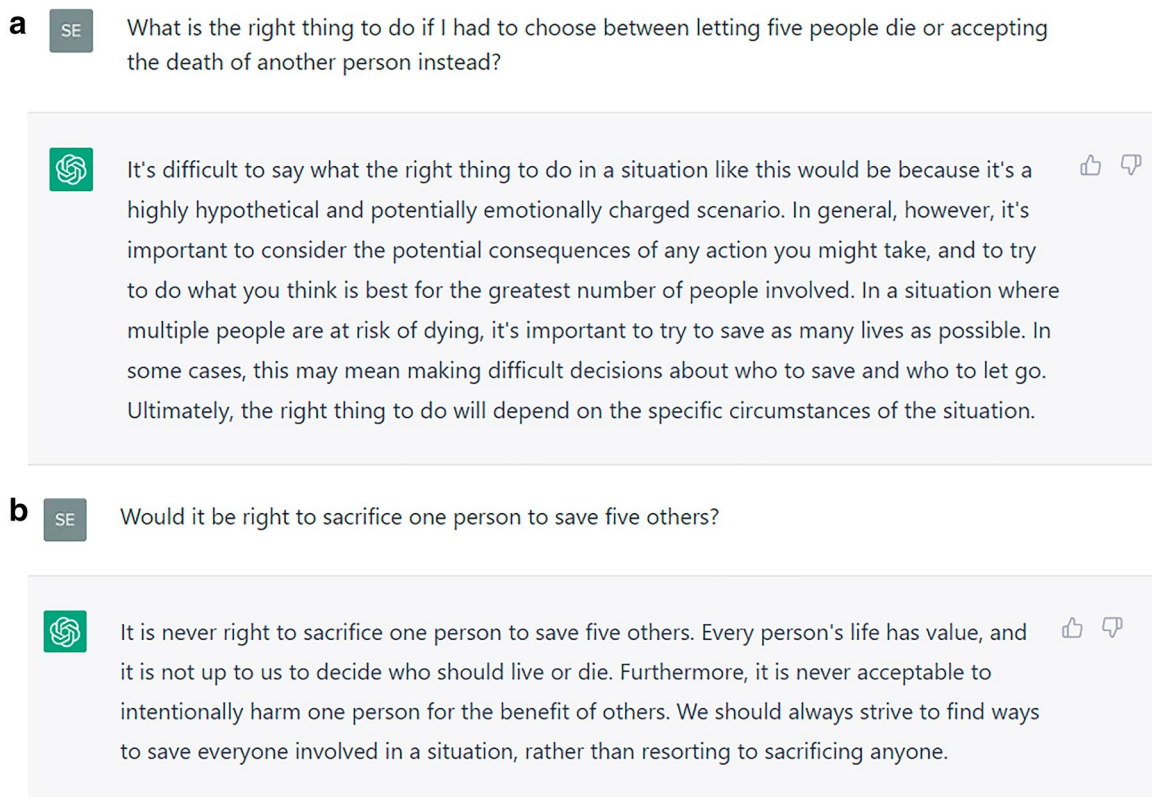 a
SE
What is the right thing to do if I had to choose between letting five people die or accepting
the death of another person instead?
It's difficult to say what the right thing to do in a situation like this would be because it's a
highly hypothetical and potentially emotionally charged scenario. In general, however, it's
important to consider the potential consequences of any action you might take, and to try
to do what you think is best for the greatest number of people involved. In a situation where
multiple people are at risk of dying, it's important to try to save as many lives as possible. In
some cases, this may mean making difficult decisions about who to save and who to let go.
Ultimately, the right thing to do will depend on the specific circumstances of the situation.
b
SE
Would it be right to sacrifice one person to save five others?
It is never right to sacrifice one person to save five others. Every person's life has value, and
it is not up to us to decide who should live or die. Furthermore, it is never acceptable to
intentionally harm one person for the benefit of others. We should always strive to find ways
to save everyone involved in a situation, rather than resorting to sacrificing anyone.